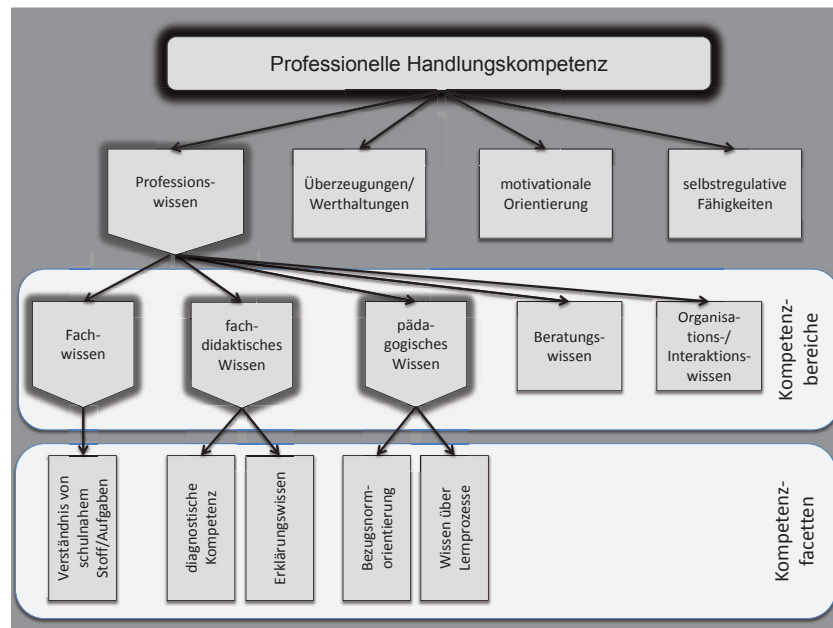 Professionelle Handlungskompetenz
Professions-
wissen
Überzeugungen/
Werthaltungen
motivationale
Orientierung
selbstregulative
Fähigkeiten
Fach-
wissen
fach-
didaktisches
Wissen
päda-
gogisches
Wissen
Beratungs-
wissen
Organisa-
tions-/
Interaktions-
wissen
Kompetenz-
bereiche
Verständnis von
schulnahem
Stoff/Aufgaben
diagnostische
Kompetenz
Erklärungswissen
Bezugsnorm-
orientierung
Wissen über
Lernprozesse
Kompetenz-
facetten